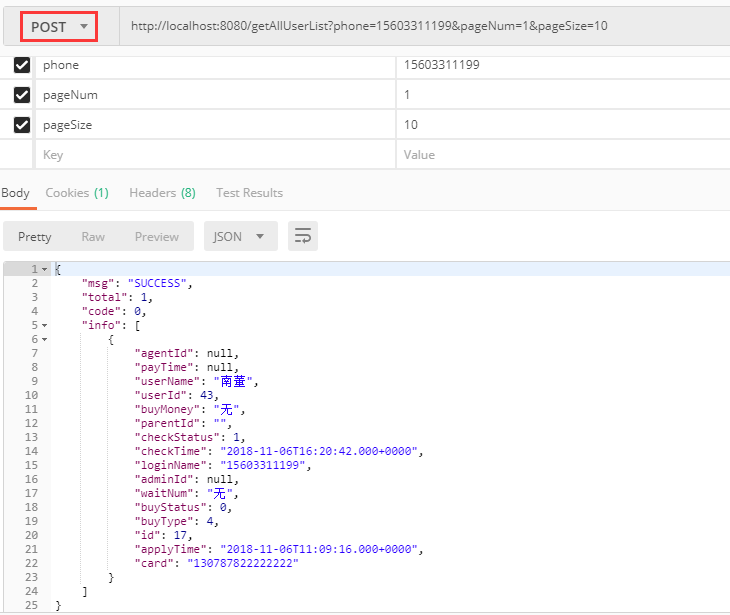 POST http://localhost:8080/getAllUserList?phone=15603311199&pageNum=1&pageSize=10
phone 15603311199
pageNum 1
pageSize 10
Key Value
Body Cookies (1) Headers (8) Test Results
Pretty Raw Preview JSON
1 {
2 "msg": "SUCCESS",
3 "total": 1,
4 "code": 0,
5 "info": [
6 {
7 "agentId": null,
8 "payTime": null,
9 "userName": "南董",
10 "userId": 43,
11 "buyMoney": "无",
12 "parentId": "",
13 "checkStatus": 1,
14 "checkTime": "2018-11-06T16:20:42.000+0000",
15 "loginName": "15603311199",
16 "adminId": null,
17 "waitNum": "无",
18 "buyStatus": 0,
19 "buyType": 4,
20 "id": 17,
21 "applyTime": "2018-11-06T11:09:16.000+0000",
22 "card": "130787822222222"
23 }
24 ]
25 }